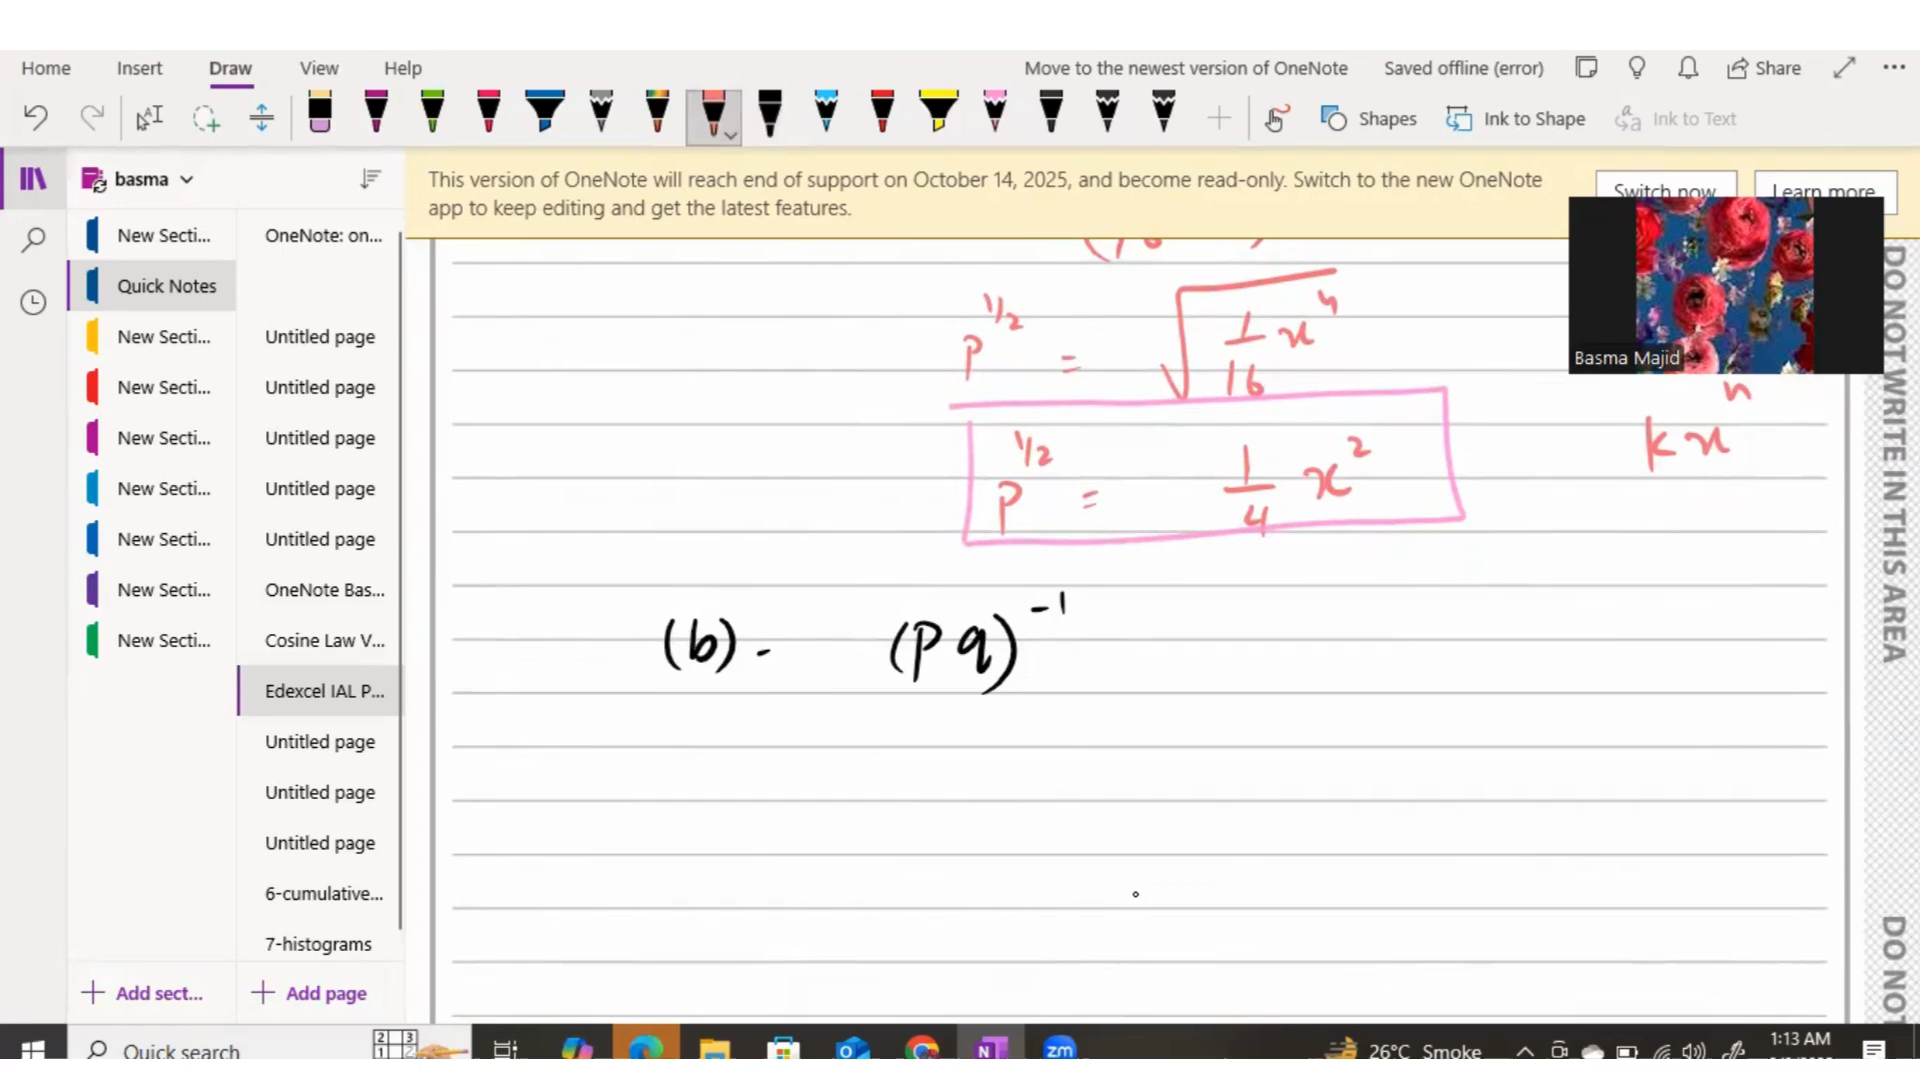 Home Insert Draw View Help Move to the newest version of OneNote Saved offline (error) Share
Shapes Ink to Shape Ink to Text
basma
This version of OneNote will reach end of support on October 14, 2025, and become read-only. Switch to the new OneNote
app to keep editing and get the latest features.
Switch now Learn more
New Secti...
Quick Notes
New Secti...
New Secti...
New Secti...
New Secti...
New Secti...
New Secti...
New Secti...
OneNote: on...
Untitled page
Untitled page
Untitled page
Untitled page
Untitled page
OneNote Bas...
Cosine Law V...
Edexcel IAL P...
Untitled page
Untitled page
Untitled page
6-cumulative...
7-histograms
Add sect... Add page
p^1/2 = √(1/16 x^4)
p^1/2 = 1/4 x^2
kx^n
(b). (pq)^-1
Basma Majid
DO NOT WRITE IN THIS AREA
DO NOT
Quick search
26°C Smoke
1:13 AM